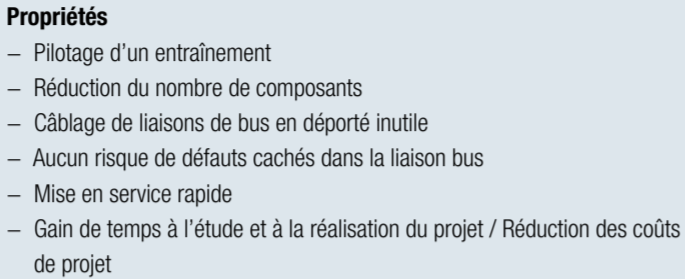 Propriétés
– Pilotage d'un entraînement
– Réduction du nombre de composants
– Câblage de liaisons de bus en déporté inutile
– Aucun risque de défauts cachés dans la liaison bus
– Mise en service rapide
– Gain de temps à l'étude et à la réalisation du projet / Réduction des coûts
de projet